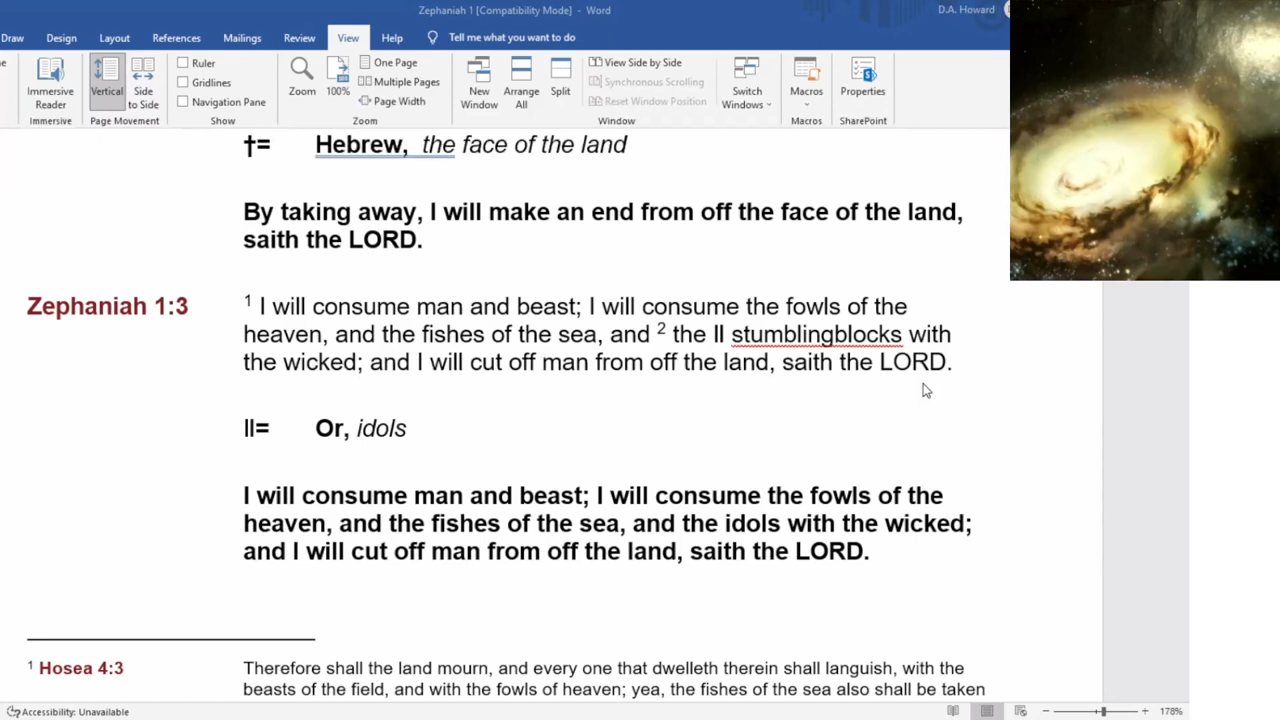 Zephaniah 1 [Compatibility Mode] - Word
D.A. Howard
Draw Design Layout References Mailings Review View Help Tell me what you want to do
Immersive Reader
Vertical
Side to Side
Ruler
Gridlines
Navigation Pane
Zoom
100%
One Page
Multiple Pages
Page Width
New Window
Arrange All
Split
View Side by Side
Synchronous Scrolling
Reset Window Position
Switch Windows
Macros
Properties
Immersive Page Movement Show Zoom Window Macros SharePoint
†= Hebrew, the face of the land
By taking away, I will make an end from off the face of the land,
saith the LORD.
Zephaniah 1:3 1 I will consume man and beast; I will consume the fowls of the
heaven, and the fishes of the sea, and 2 the ll stumblingblocks with
the wicked; and I will cut off man from off the land, saith the LORD.
ll= Or, idols
I will consume man and beast; I will consume the fowls of the
heaven, and the fishes of the sea, and the idols with the wicked;
and I will cut off man from off the land, saith the LORD.
1 Hosea 4:3 Therefore shall the land mourn, and every one that dwelleth therein shall languish, with the
beasts of the field, and with the fowls of heaven; yea, the fishes of the sea also shall be taken
Accessibility: Unavailable
178%